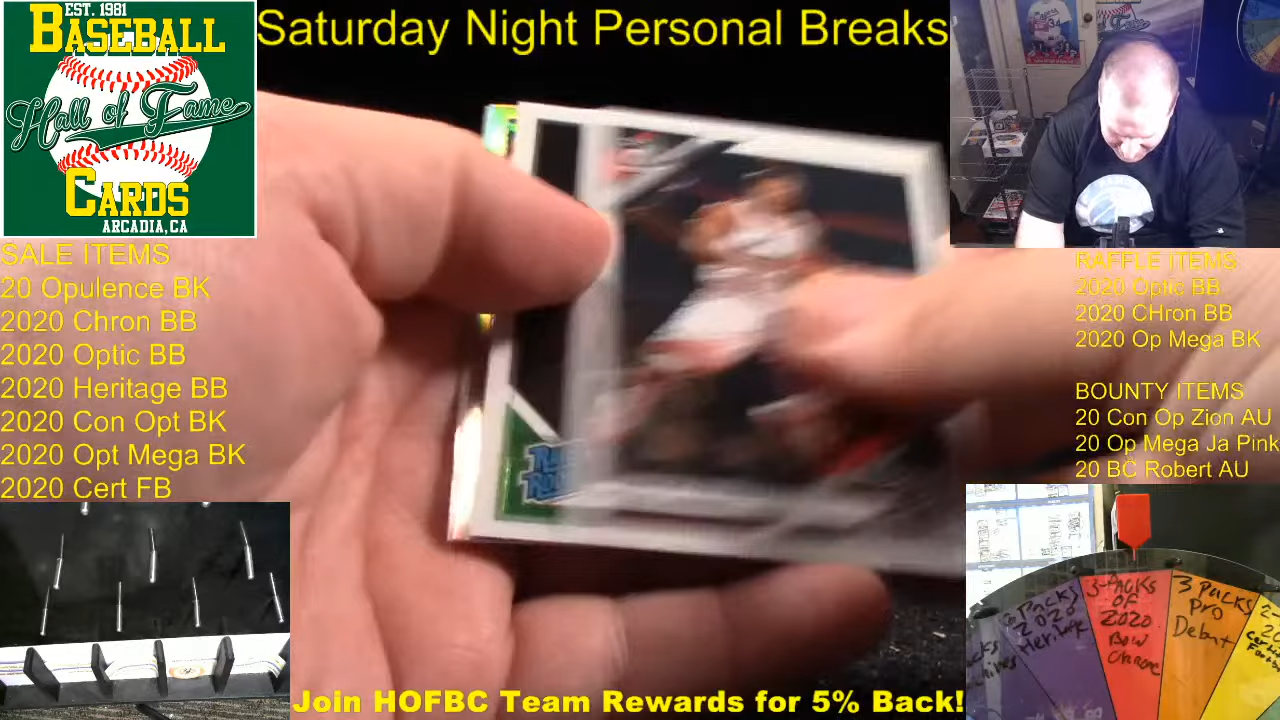 EST. 1981
BASEBALL
Hall of Fame
CARDS
ARCADIA, CA
Saturday Night Personal Breaks
SALE ITEMS
20 Opulence BK
2020 Chron BB
2020 Optic BB
2020 Heritage BB
2020 Con Opt BK
2020 Opt Mega BK
2020 Cert FB
RAFFLE ITEMS
2020 Optic BB
2020 CHron BB
2020 Op Mega BK
BOUNTY ITEMS
20 Con Op Zion AU
20 Op Mega Ja Pink
20 BC Robert AU
Packs
2020
Heritage
3-PACKS
OF
2020
BOW
CHROME
3 PACKS
PRO
Debut
Join HOFBC Team Rewards for 5% Back!